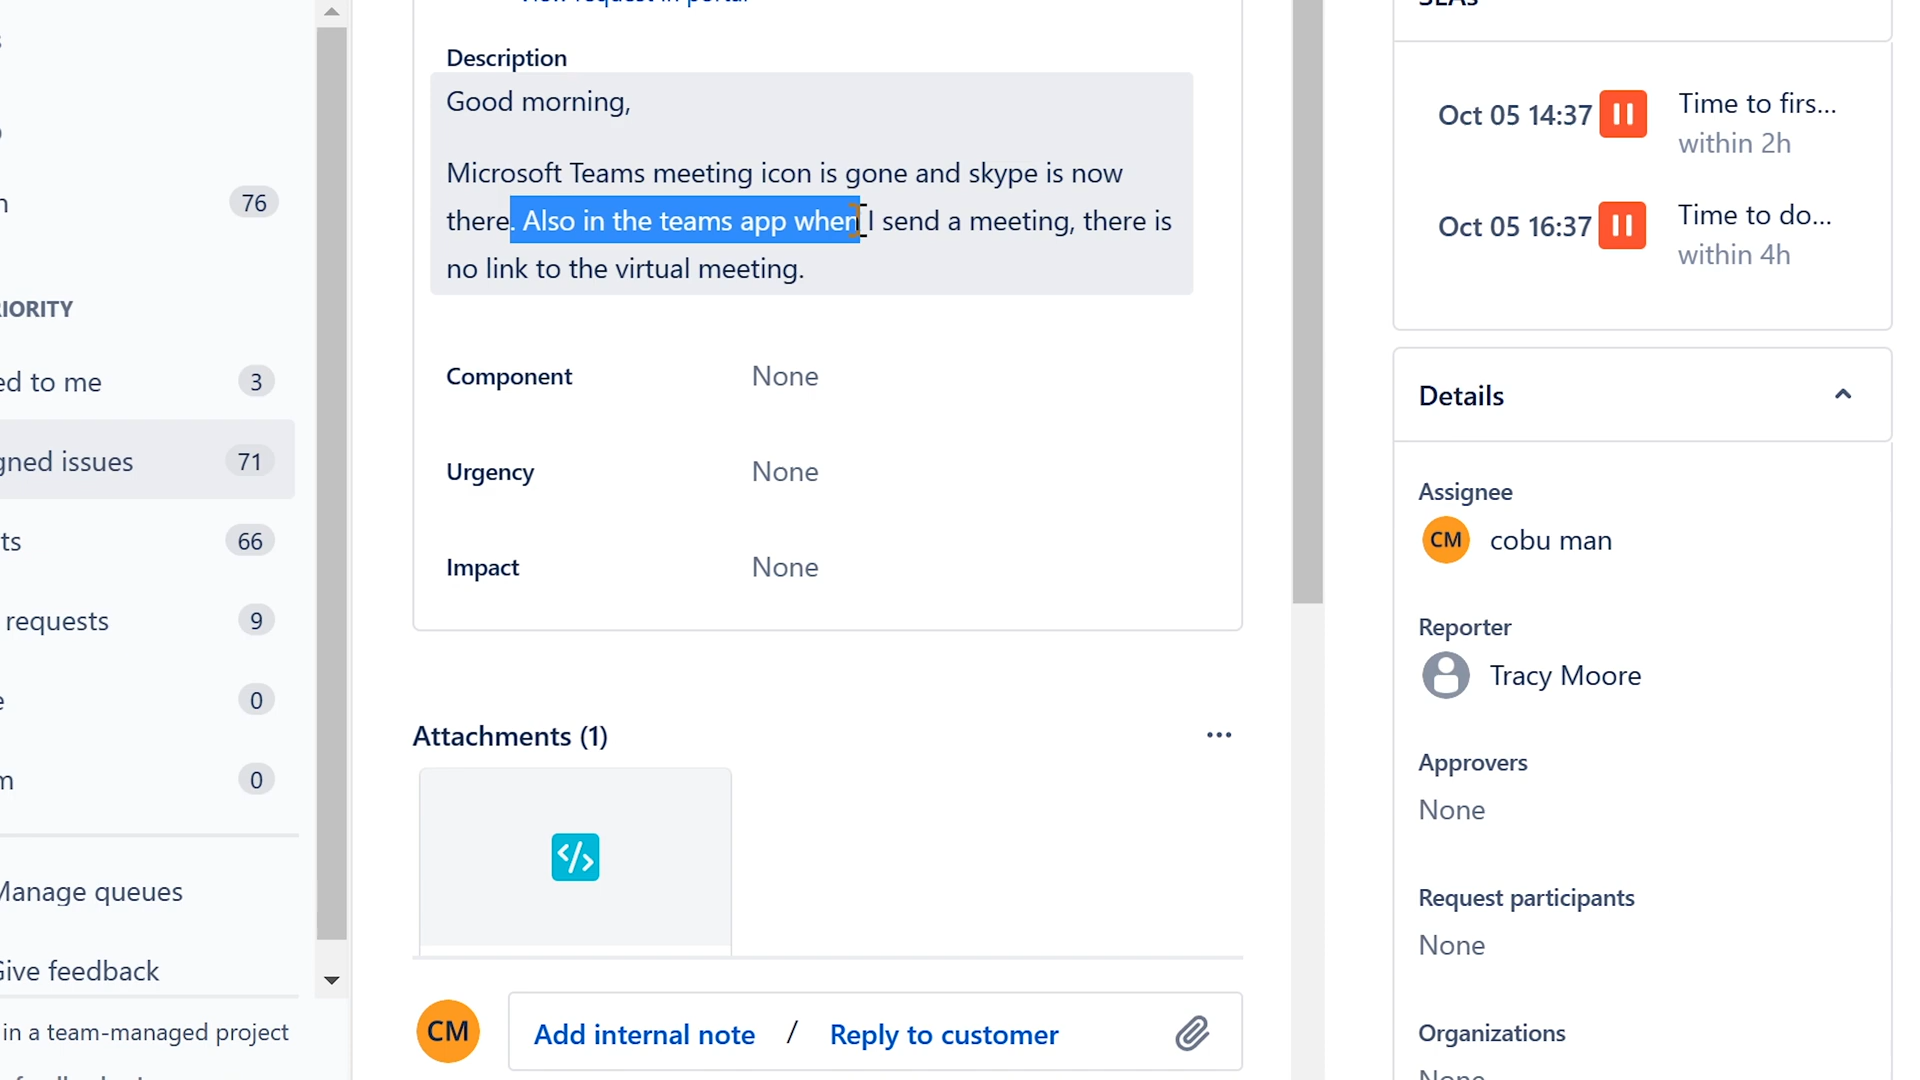 Description
Good morning,
Microsoft Teams meeting icon is gone and skype is now
there. Also in the teams app when I send a meeting, there is
no link to the virtual meeting.
Component None
Urgency None
Impact None
Attachments (1)
CM
Add internal note / Reply to customer
76
IORITY
ed to me 3
gned issues 71
ts 66
requests 9
e 0
m 0
Manage queues
Give feedback
in a team-managed project
SLAs
Oct 05 14:37 Time to firs...
within 2h
Oct 05 16:37 Time to do...
within 4h
Details
Assignee
CM cobu man
Reporter
Tracy Moore
Approvers
None
Request participants
None
Organizations
None